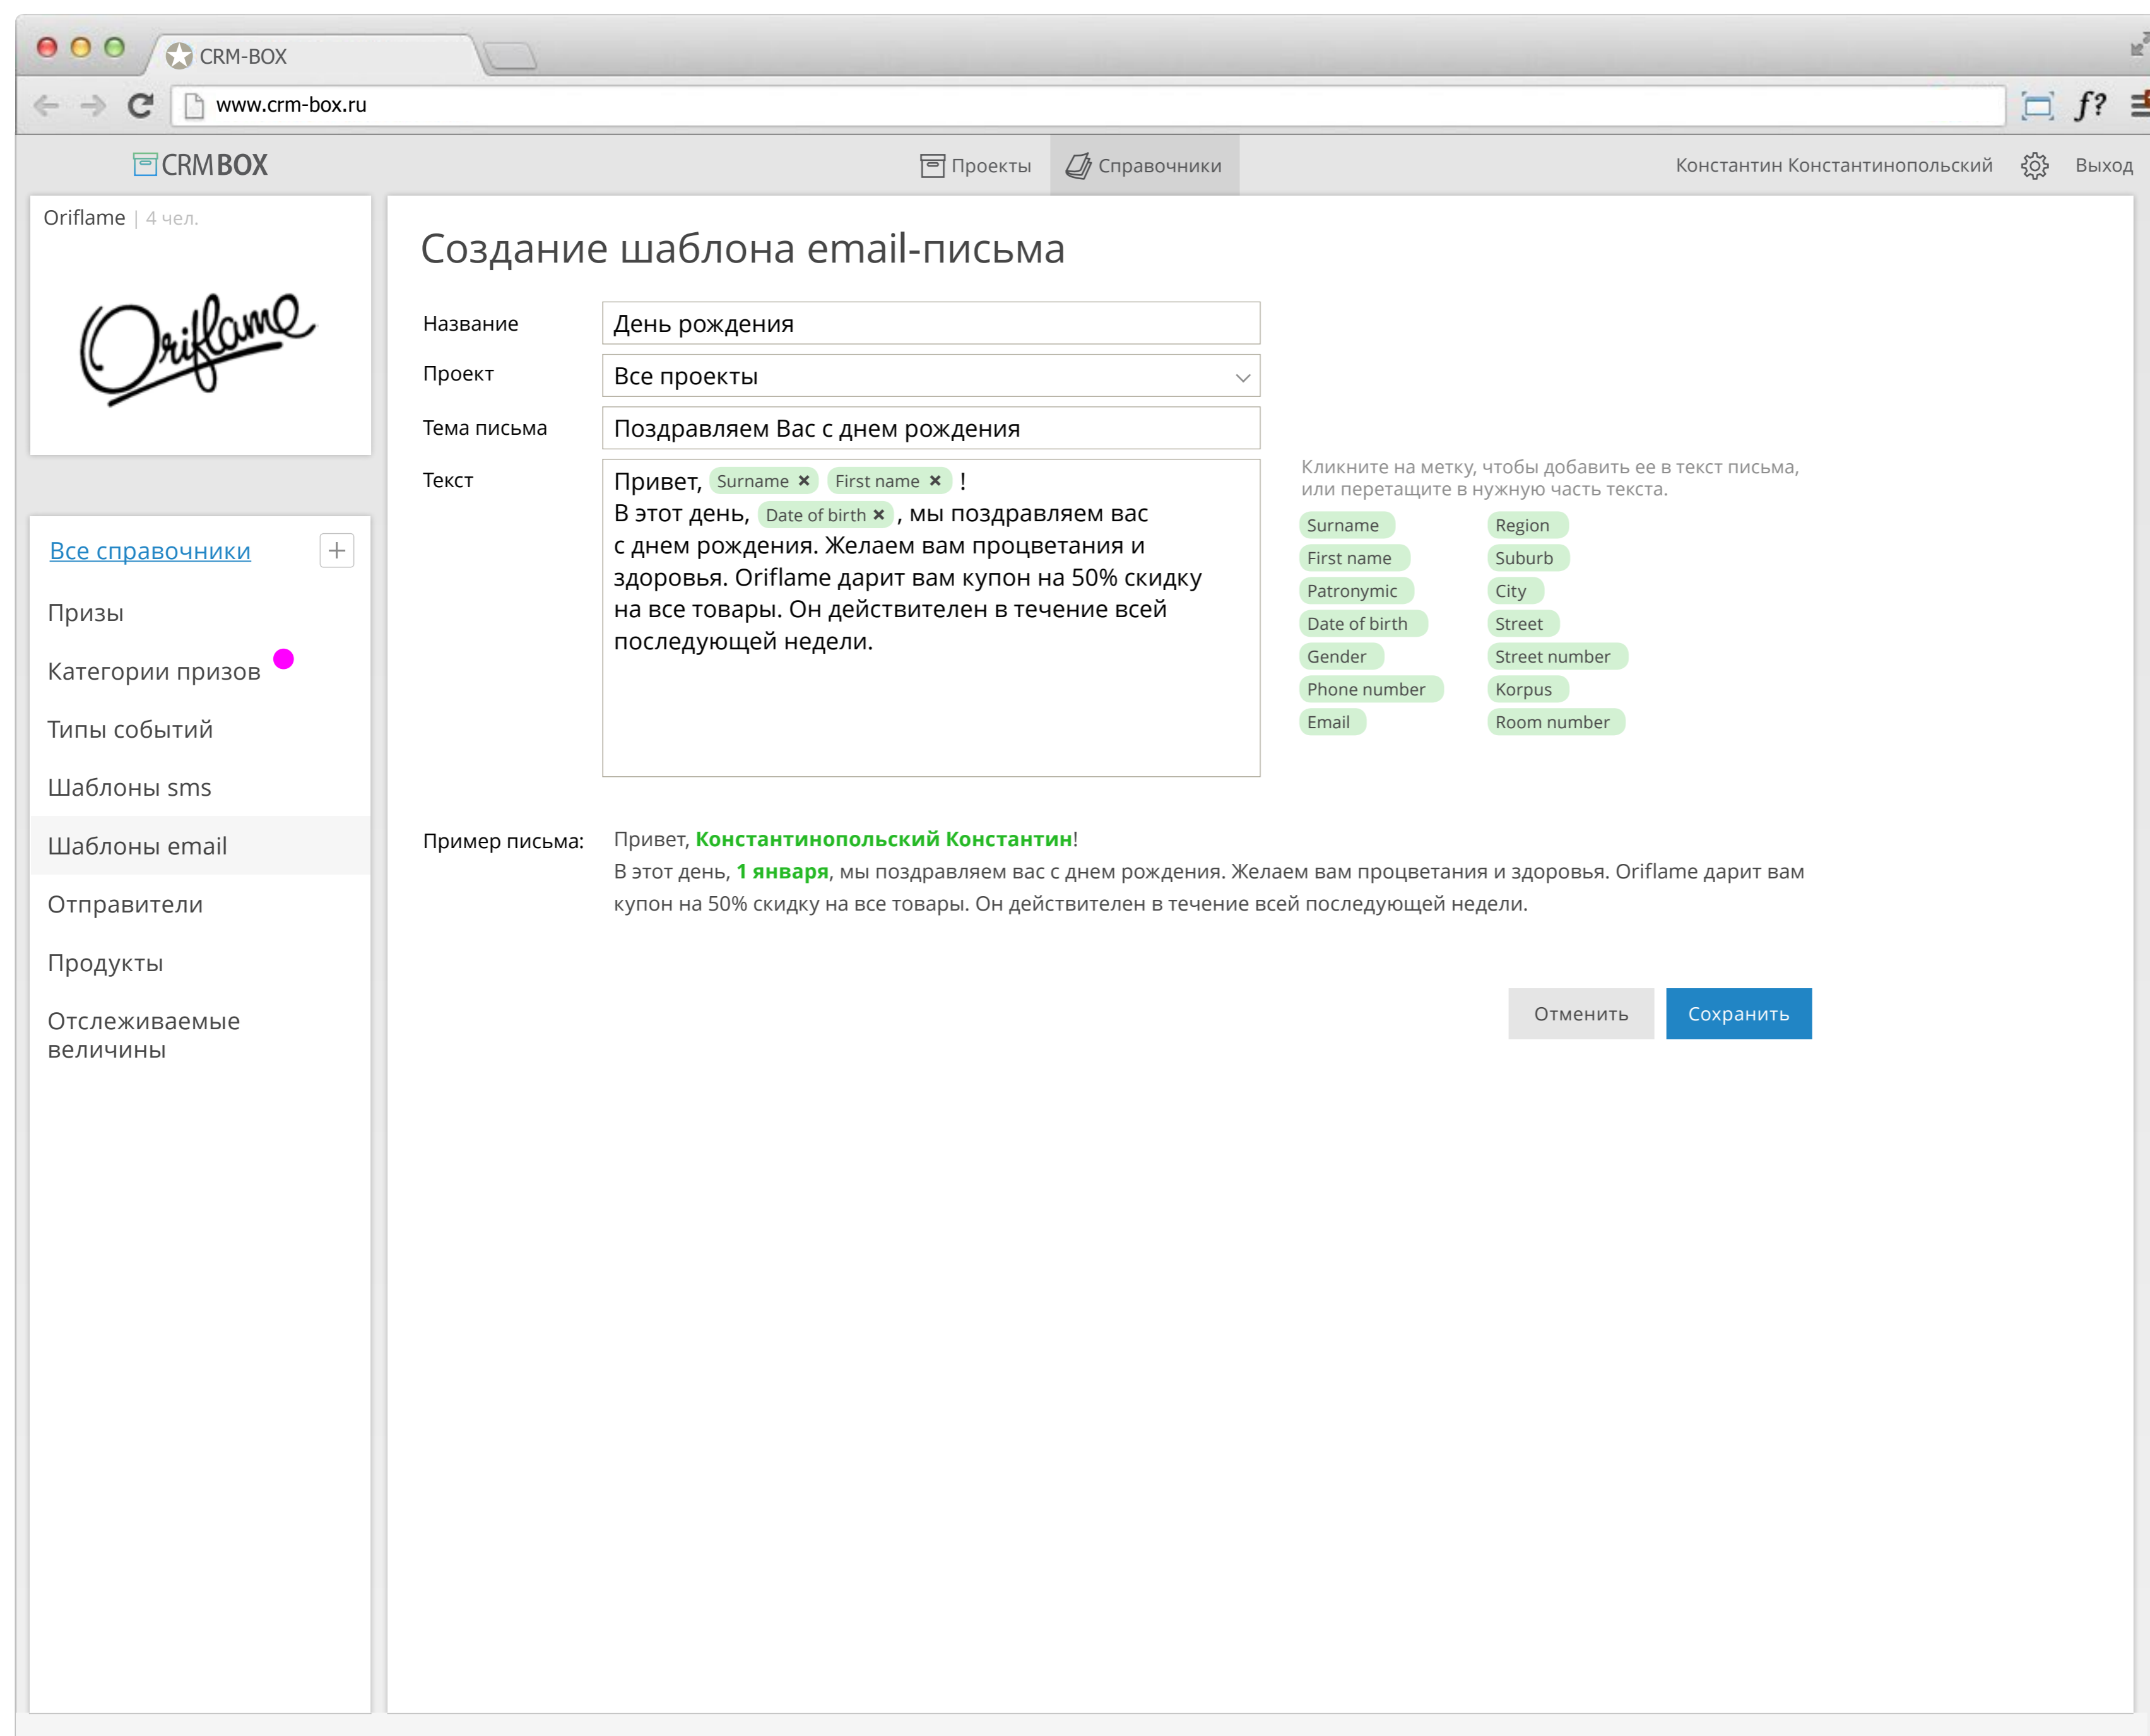 CRM-BOX
www.crm-box.ru
f?
CRMBOX
Проекты
Справочники
Константин Константинопольский
Выход
Oriflame | 4 чел.
Oriflame
Все справочники
Призы
Категории призов
Типы событий
Шаблоны sms
Шаблоны email
Отправители
Продукты
Отслеживаемые
величины
Создание шаблона email-письма
Название
День рождения
Проект
Все проекты
Тема письма
Поздравляем Вас с днем рождения
Текст
Привет, Surname × First name × !
В этот день, Date of birth × , мы поздравляем вас
с днем рождения. Желаем вам процветания и
здоровья. Oriflame дарит вам купон на 50% скидку
на все товары. Он действителен в течение всей
последующей недели.
Кликните на метку, чтобы добавить ее в текст письма,
или перетащите в нужную часть текста.
Surname
First name
Patronymic
Date of birth
Gender
Phone number
Email
Region
Suburb
City
Street
Street number
Korpus
Room number
Пример письма:
Привет, Константинопольский Константин!
В этот день, 1 января, мы поздравляем вас с днем рождения. Желаем вам процветания и здоровья. Oriflame дарит вам
купон на 50% скидку на все товары. Он действителен в течение всей последующей недели.
Отменить
Сохранить